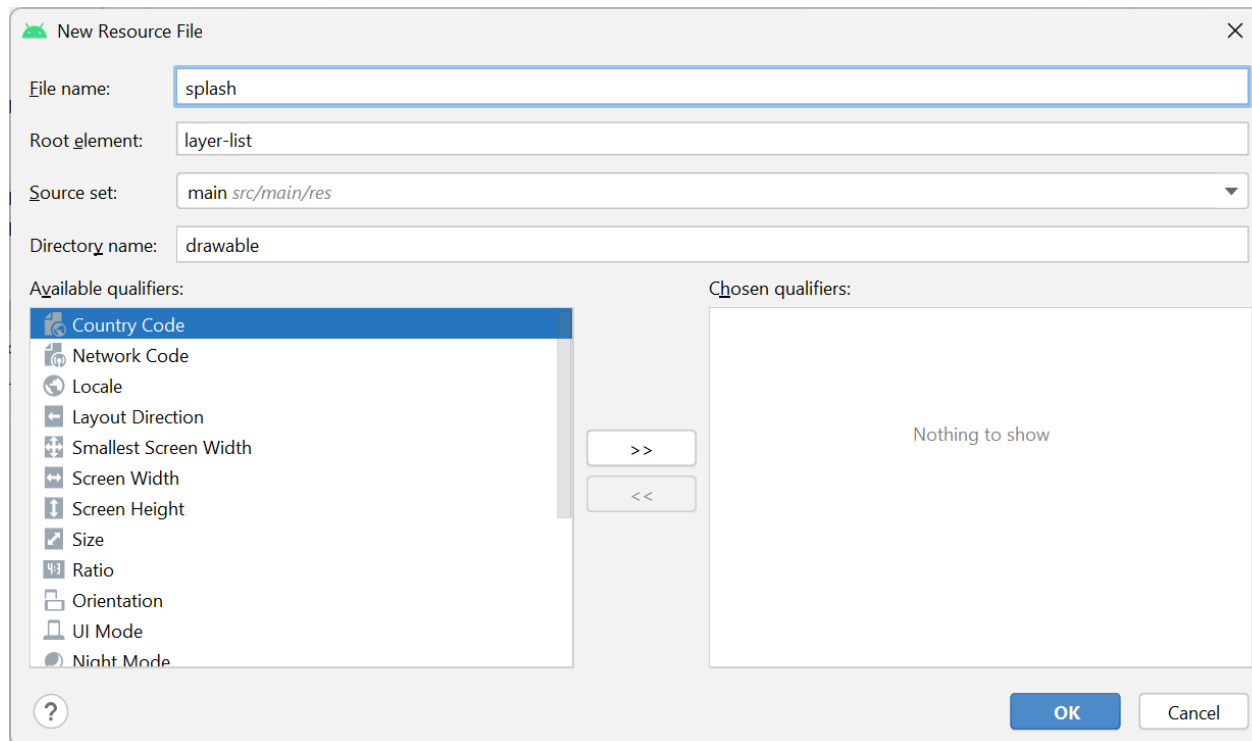 New Resource File
File name: splash
Root element: layer-list
Source set: main src/main/res
Directory name: drawable
Available qualifiers:
Country Code
Network Code
Locale
Layout Direction
Smallest Screen Width
Screen Width
Screen Height
Size
Ratio
Orientation
UI Mode
Night Mode
>>
<<
Chosen qualifiers:
Nothing to show
?
OK
Cancel